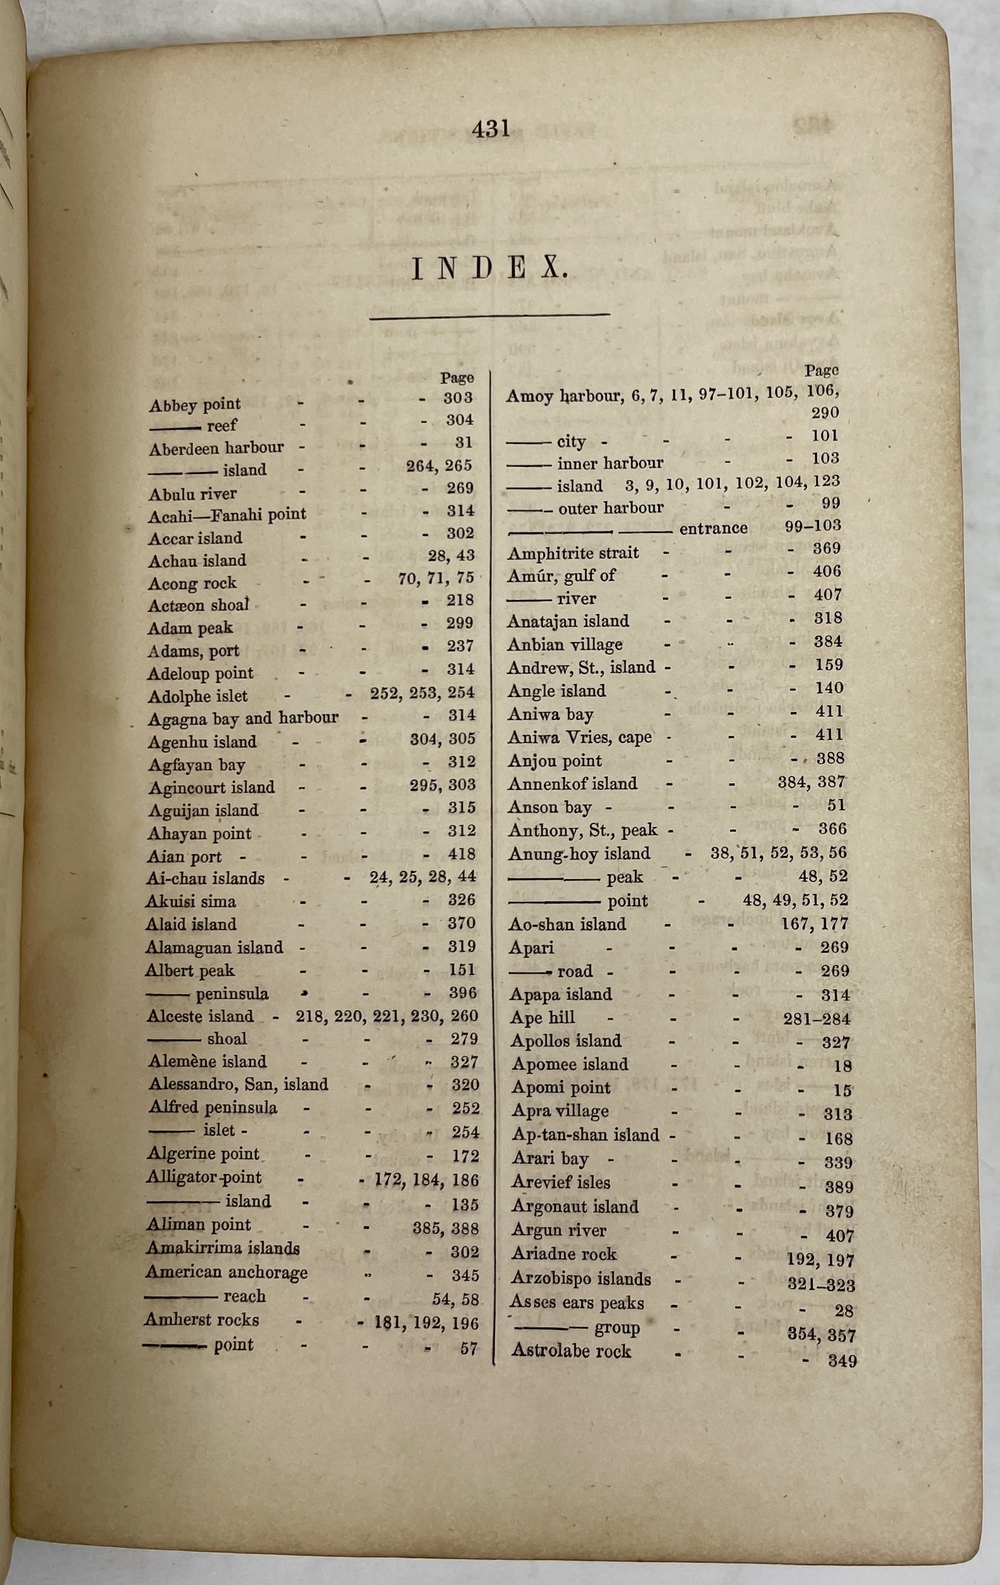 431
INDEX.
Page
Abbey point - - - 303
——— reef - - - 304
Aberdeen harbour - - - 31
—— —— island - - 264, 265
Abulu river - - - 269
Acahi—Fanahi point - - 314
Accar island - - - 302
Achau island - - 28, 43
Acong rock - - 70, 71, 75
Actæon shoal - - - 218
Adam peak - - - 299
Adams, port - - - 237
Adeloup point - - - 314
Adolphe islet - - 252, 253, 254
Agagna bay and harbour - - 314
Agenhu island - - 304, 305
Agfayan bay - - - 312
Agincourt island - - 295, 303
Aguijan island - - - 315
Ahayan point - - - 312
Aian port - - - - 418
Ai-chau islands - - 24, 25, 28, 44
Akuisi sima - - - 326
Alaid island - - - 370
Alamaguan island - - - 319
Albert peak - - - 151
—— peninsula - - - 396
Alceste island - 218, 220, 221, 230, 260
——— shoal - - - 279
Alemène island - - - 327
Alessandro, San, island - - 320
Alfred peninsula - - - 252
—— islet - - - - 254
Algerine point - - - 172
Alligator point - - 172, 184, 186
———— island - - - 135
Aliman point - - 385, 388
Amakirrima islands - - 302
American anchorage - - 345
———— reach - - 54, 58
Amherst rocks - - 181, 192, 196
——— point - - - 57
Page
Amoy harbour, 6, 7, 11, 97–101, 105, 106,
290
—— city - - - - 101
—— inner harbour - - 103
—— island 3, 9, 10, 101, 102, 104, 123
—— outer harbour - - 99
————— ——— entrance 99–103
Amphitrite strait - - - 369
Amúr, gulf of - - - 406
—— river - - - 407
Anatajan island - - - 318
Anbian village - - - 384
Andrew, St., island - - - 159
Angle island - - - 140
Aniwa bay - - - 411
Aniwa Vries, cape - - - 411
Anjou point - - - 388
Annenkof island - - 384, 387
Anson bay - - - - 51
Anthony, St., peak - - - 366
Anung-hoy island - 38, 51, 52, 53, 56
————— peak - - 48, 52
————— point - 48, 49, 51, 52
Ao-shan island - - 167, 177
Apari - - - - 269
—— road - - - - 269
Apapa island - - - 314
Ape hill - - - 281–284
Apollos island - - - 327
Apomee island - - - 18
Apomi point - - - 15
Apra village - - - 313
Ap-tan-shan island - - - 168
Arari bay - - - - 339
Arevief isles - - - 389
Argonaut island - - - 379
Argun river - - - 407
Ariadne rock - - 192, 197
Arzobispo islands - - 321–323
Asses ears peaks - - - 28
———— group - - 354, 357
Astrolabe rock - - - 349